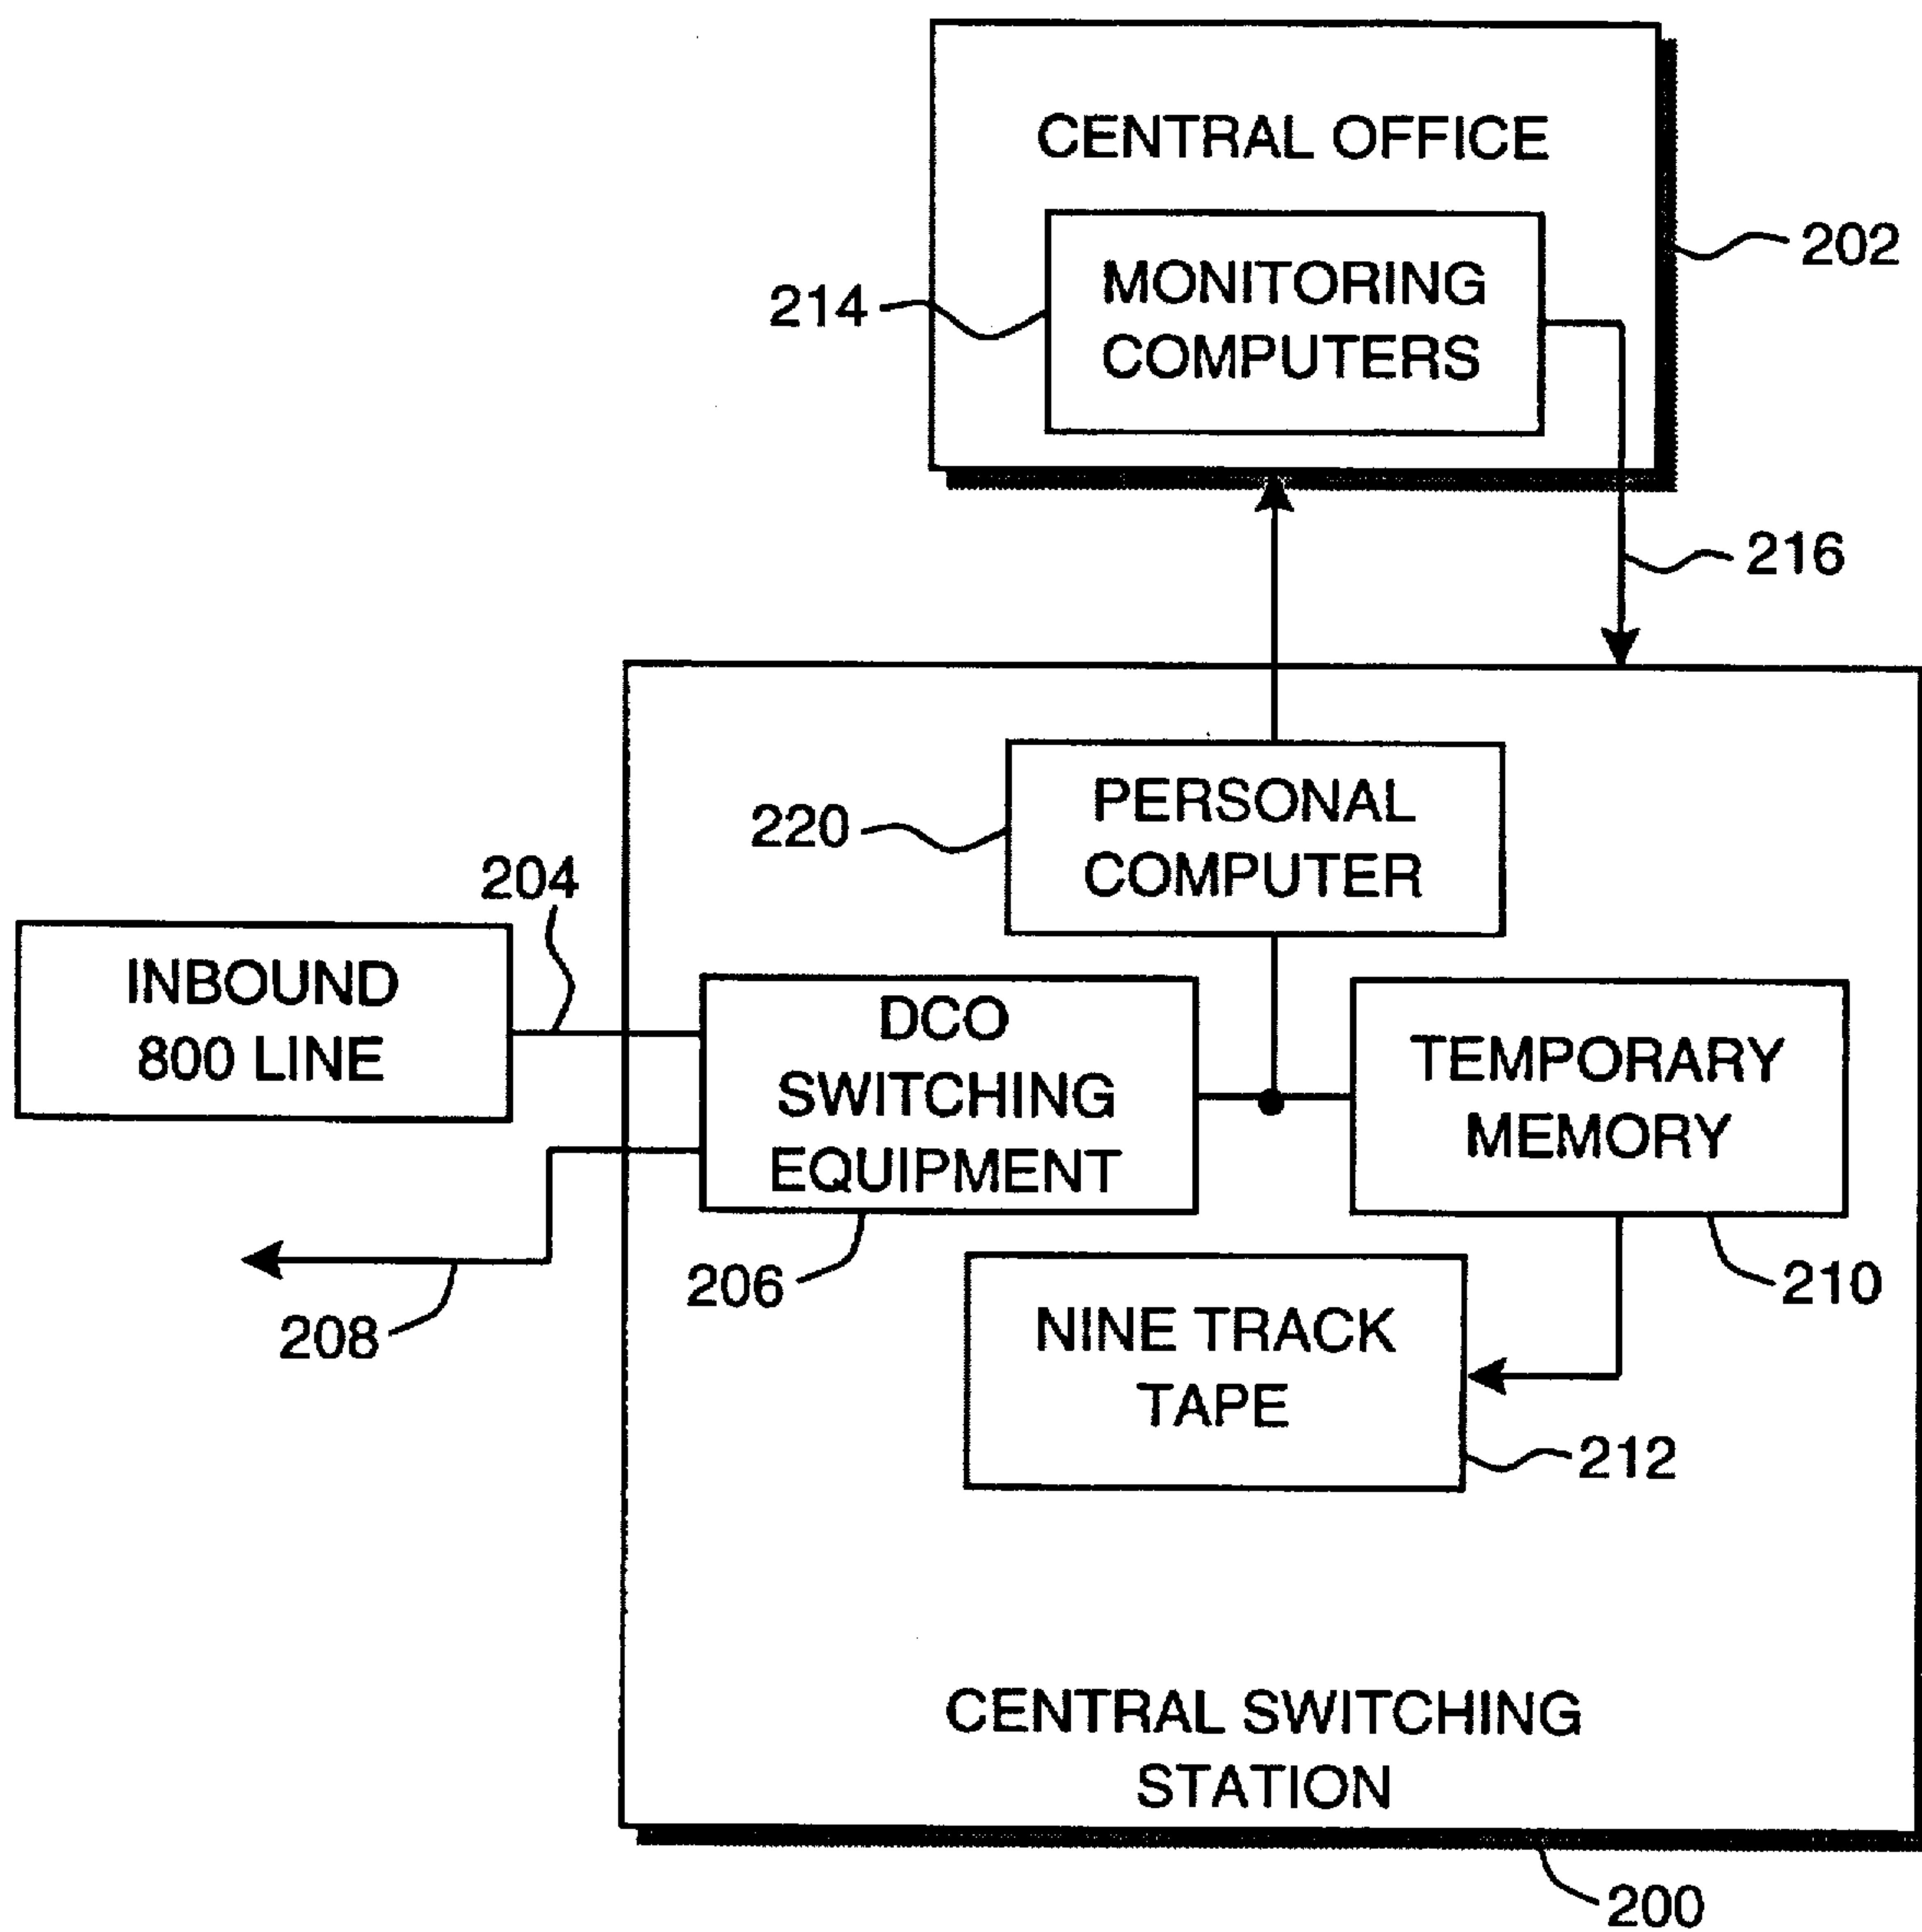 CENTRAL OFFICE
202
214
MONITORING
COMPUTERS
216
220
PERSONAL
COMPUTER
204
INBOUND
800 LINE
DCO
SWITCHING
EQUIPMENT
TEMPORARY
MEMORY
206
210
208
NINE TRACK
TAPE
212
CENTRAL SWITCHING
STATION
200